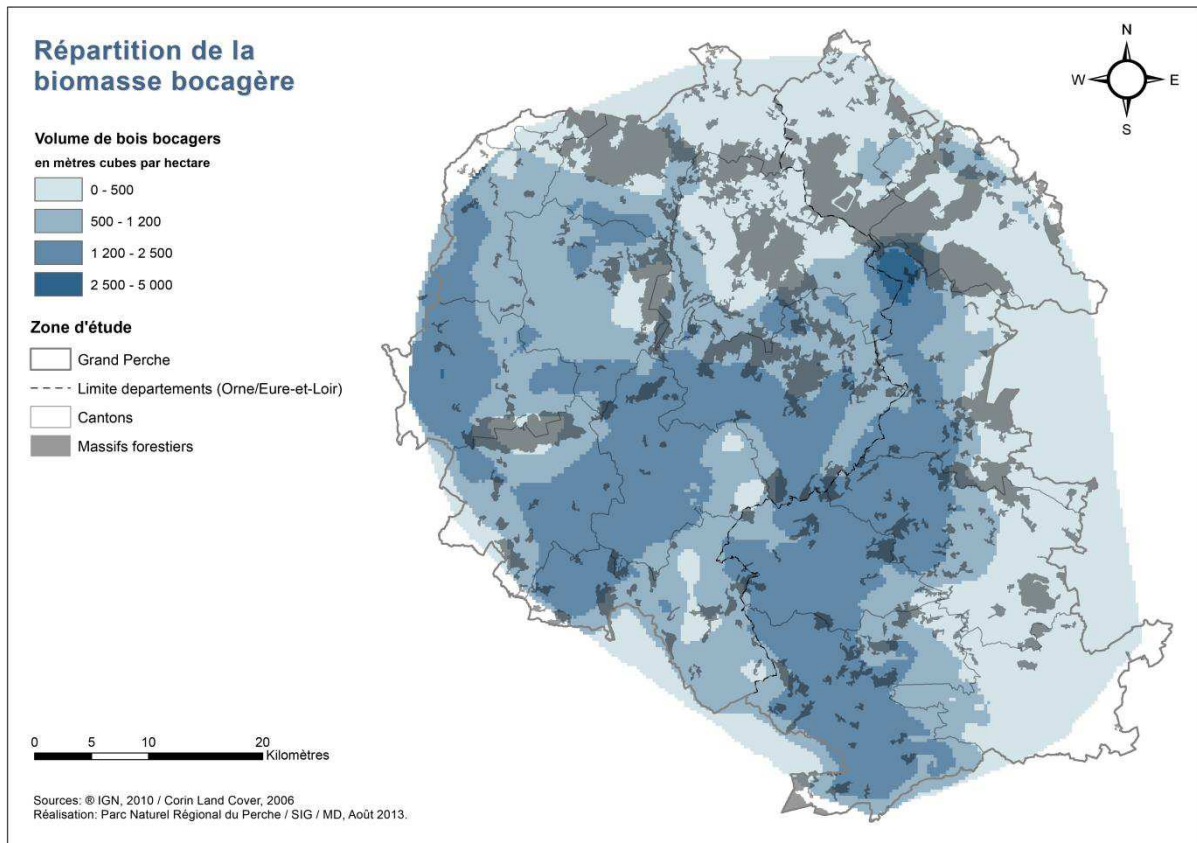 Répartition de la
biomasse bocagère
Volume de bois bocagers
en mètres cubes par hectare
0 - 500
500 - 1 200
1 200 - 2 500
2 500 - 5 000
Zone d'étude
Grand Perche
Limite departements (Orne/Eure-et-Loir)
Cantons
Massifs forestiers
N
W
E
S
0 5 10 20
Kilomètres
Sources: ® IGN, 2010 / Corin Land Cover, 2006
Réalisation: Parc Naturel Régional du Perche / SIG / MD, Août 2013.